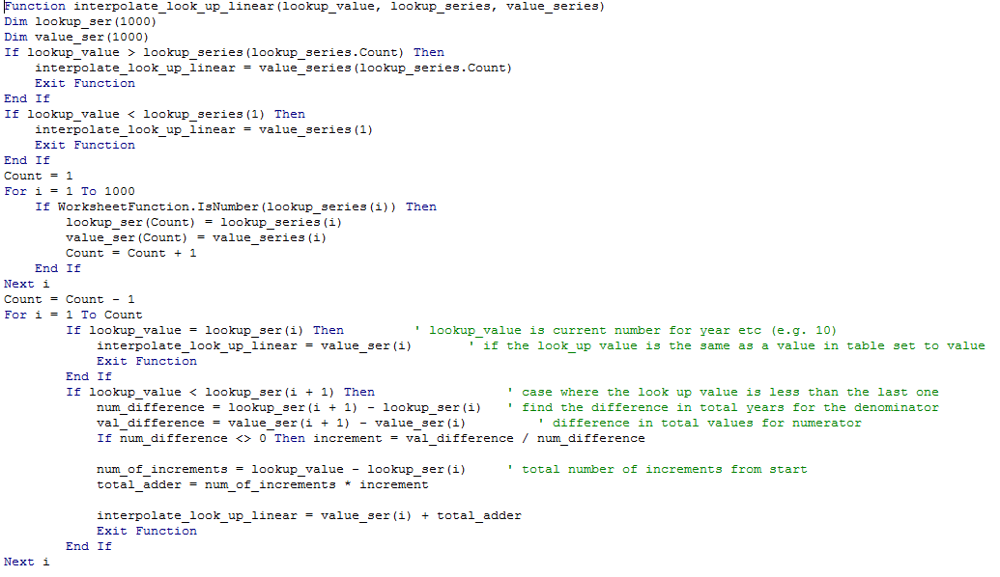 Function interpolate_look_up_linear(lookup_value, lookup_series, value_series)
Dim lookup_ser(1000)
Dim value_ser(1000)
If lookup_value > lookup_series(lookup_series.Count) Then
    interpolate_look_up_linear = value_series(lookup_series.Count)
    Exit Function
End If
If lookup_value < lookup_series(1) Then
    interpolate_look_up_linear = value_series(1)
    Exit Function
End If
Count = 1
For i = 1 To 1000
    If WorksheetFunction.IsNumber(lookup_series(i)) Then
        lookup_ser(Count) = lookup_series(i)
        value_ser(Count) = value_series(i)
        Count = Count + 1
    End If
Next i
Count = Count - 1
For i = 1 To Count
        If lookup_value = lookup_ser(i) Then         ' lookup_value is current number for year etc (e.g. 10)
            interpolate_look_up_linear = value_ser(i)       ' if the look_up value is the same as a value in table set to value
            Exit Function
        End If
        If lookup_value < lookup_ser(i + 1) Then                 ' case where the look up value is less than the last one
            num_difference = lookup_ser(i + 1) - lookup_ser(i)   ' find the difference in total years for the denominator
            val_difference = value_ser(i + 1) - value_ser(i)         ' difference in total values for numerator
            If num_difference <> 0 Then increment = val_difference / num_difference

            num_of_increments = lookup_value - lookup_ser(i)     ' total number of increments from start
            total_adder = num_of_increments * increment

            interpolate_look_up_linear = value_ser(i) + total_adder
            Exit Function
        End If
Next i